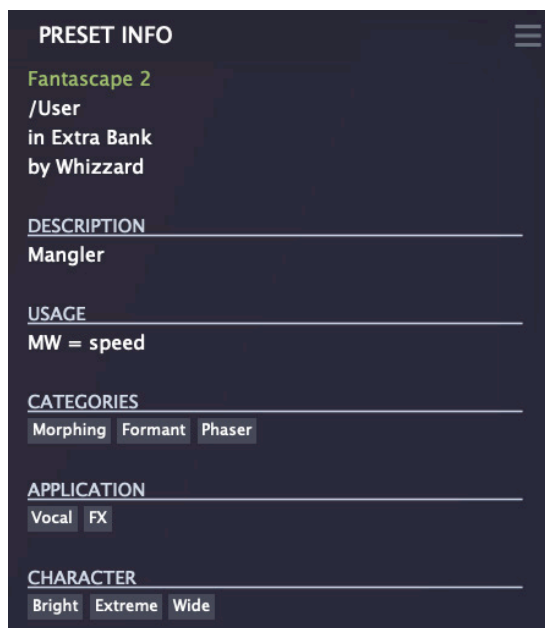 PRESET INFO
Fantascape 2
/User
in Extra Bank
by Whizzard
DESCRIPTION
Mangler
USAGE
MW = speed
CATEGORIES
Morphing Formant Phaser
APPLICATION
Vocal FX
CHARACTER
Bright Extreme Wide